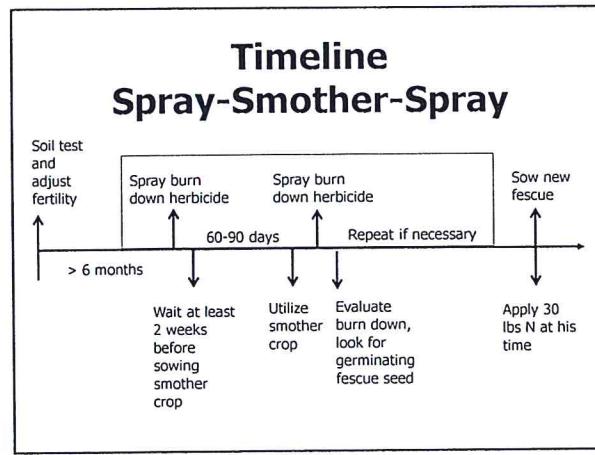 Timeline
Spray-Smother-Spray
Soil test
and
adjust
fertility
Spray burn
down herbicide
Spray burn
down herbicide
Sow new
fescue
60-90 days
Repeat if necessary
> 6 months
Wait at least
2 weeks
before
sowing
smother
crop
Utilize
smother
crop
Evaluate
burn down,
look for
germinating
fescue seed
Apply 30
lbs N at his
time